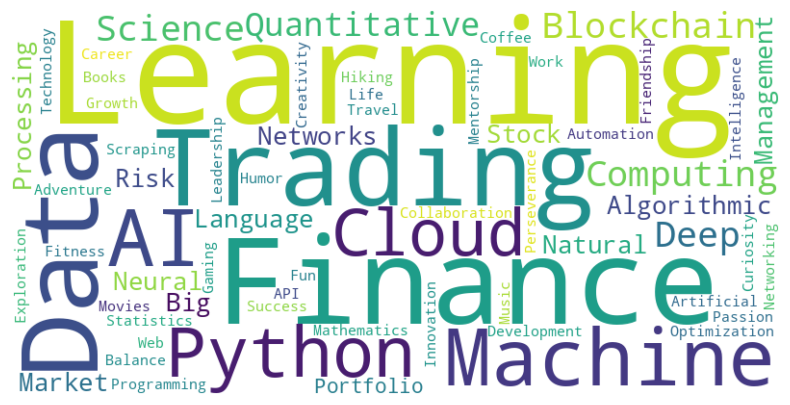 Learning
Science
Quantitative
Blockchain
Coffee
Career
Books
Growth
Technology
Processing
Creativity
Hiking
Life
Travel
Work
Mentorship
Friendship
Intelligence
Management
Data
Trading
Networks
Stock
Automation
Scraping
Adventure
Risk
Leadership
Humor
Computing
Perseverance
Algorithmic
AI
Language
Collaboration
Cloud
Natural
Deep
Curiosity
Networking
Exploration
Fitness
Neural
Gaming
Finance
Fun
API
Success
Movies
Big
Statistics
Mathematics
Innovation
Music
Development
Artificial
Passion
Optimization
Web
Balance
Market
Programming
Python
Portfolio
Machine